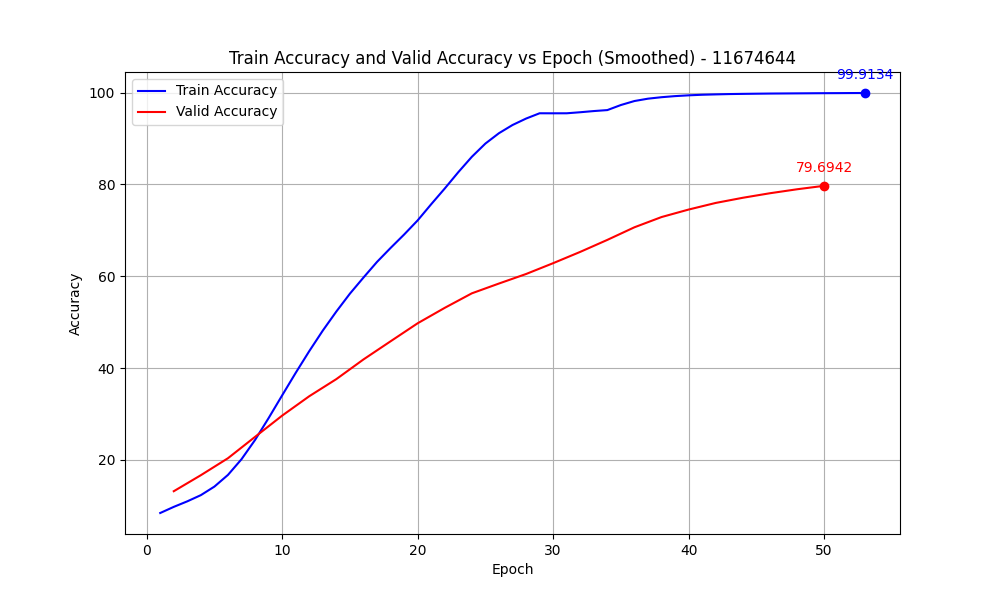 Train Accuracy and Valid Accuracy vs Epoch (Smoothed) - 11674644
99.9134
Train Accuracy
Valid Accuracy
79.6942
100
80
60
40
20
Accuracy
0 10 20 30 40 50
Epoch